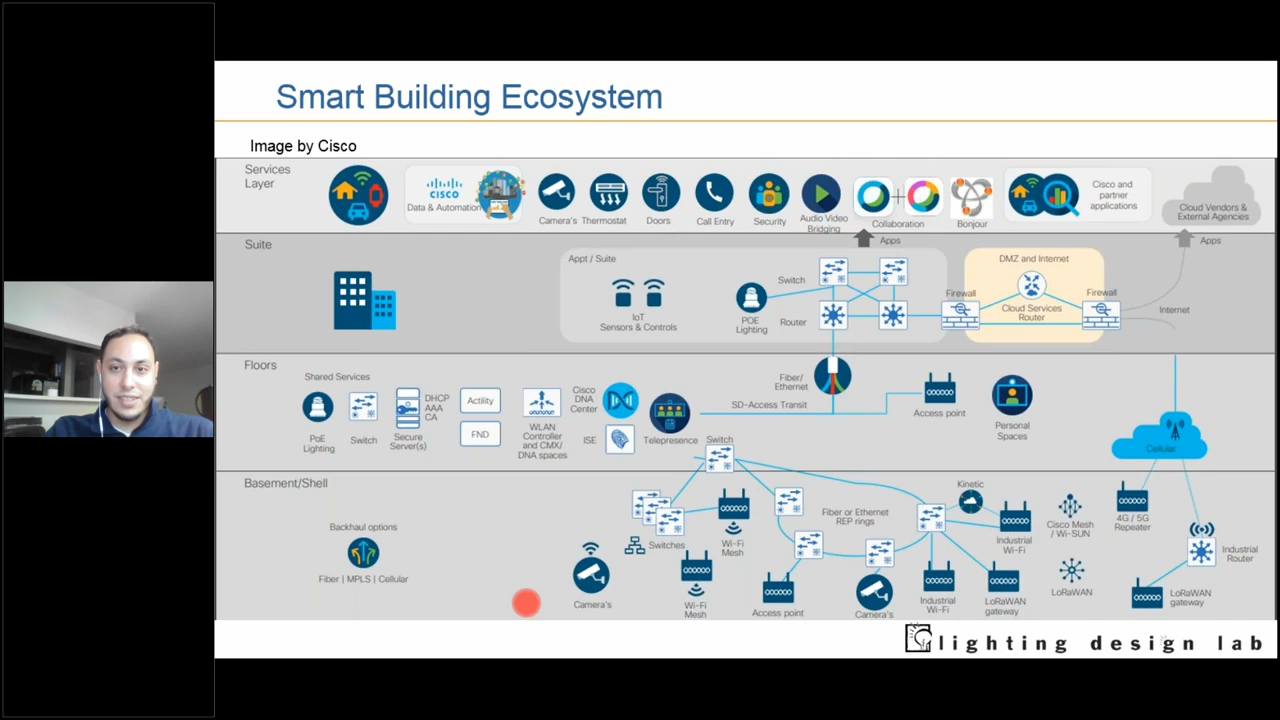 Smart Building Ecosystem
Image by Cisco
Services
Layer
CISCO
Data & Automation
Camera's
Thermostat
Doors
Call Entry
Security
Audio Video
Bridging
Collaboration
Bonjour
Cisco and
partner
applications
Cloud Vendors &
External Agencies
Suite
Apps
Apps
Appt / Suite
IoT
Sensors & Controls
POE
Lighting
Switch
Router
DMZ and Internet
Firewall
Cloud Services
Router
Firewall
Internet
Floors
Shared Services
PoE
Lighting
Switch
Secure
Server(s)
DHCP
AAA
CA
Actility
FND
WLAN
Controller
and CMX/
DNA spaces
Cisco
DNA
Center
ISE
Telepresence
Switch
Fiber/
Ethernet
SD-Access Transit
Access point
Personal
Spaces
Cellular
Basement/Shell
Backhaul options
Fiber | MPLS | Cellular
Camera's
Switches
Wi-Fi
Mesh
Wi-Fi
Mesh
Access point
Fiber or Ethernet
REP rings
Camera's
Kinetic
Industrial
Wi-Fi
Industrial
Wi-Fi
LoRaWAN
gateway
Cisco Mesh
/ Wi-SUN
LoRaWAN
4G / 5G
Repeater
Industrial
Router
LoRaWAN
gateway
lighting design lab